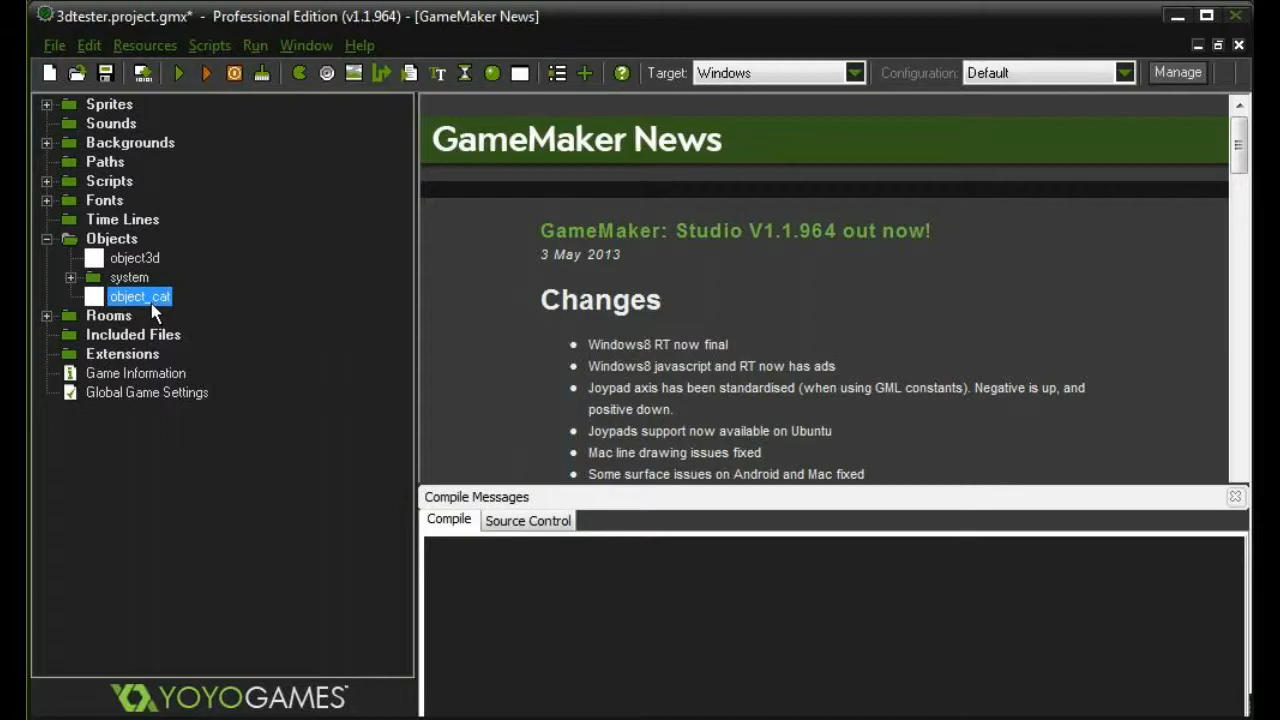 3dtester.project.gmx* - Professional Edition (v1.1.964) - [GameMaker News]
File Edit Resources Scripts Run Window Help
Target: Windows Configuration: Default Manage
Sprites
Sounds
Backgrounds
Paths
Scripts
Fonts
Time Lines
Objects
object3d
system
object_cat
Rooms
Included Files
Extensions
Game Information
Global Game Settings
YOYOGAMES™
GameMaker News
GameMaker: Studio V1.1.964 out now!
3 May 2013
Changes
Windows8 RT now final
Windows8 javascript and RT now has ads
Joypad axis has been standardised (when using GML constants). Negative is up, and
positive down.
Joypads support now available on Ubuntu
Mac line drawing issues fixed
Some surface issues on Android and Mac fixed
Compile Messages
Compile Source Control